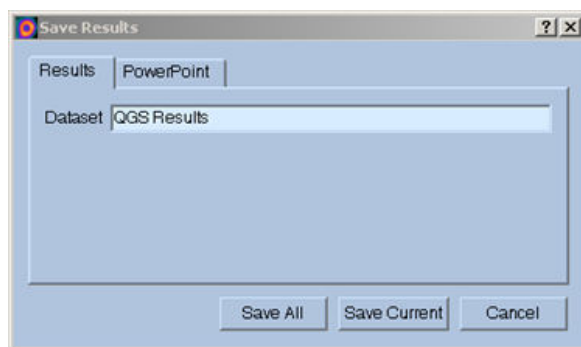 Save Results
Results PowerPoint
Dataset QGS Results
Save All Save Current Cancel